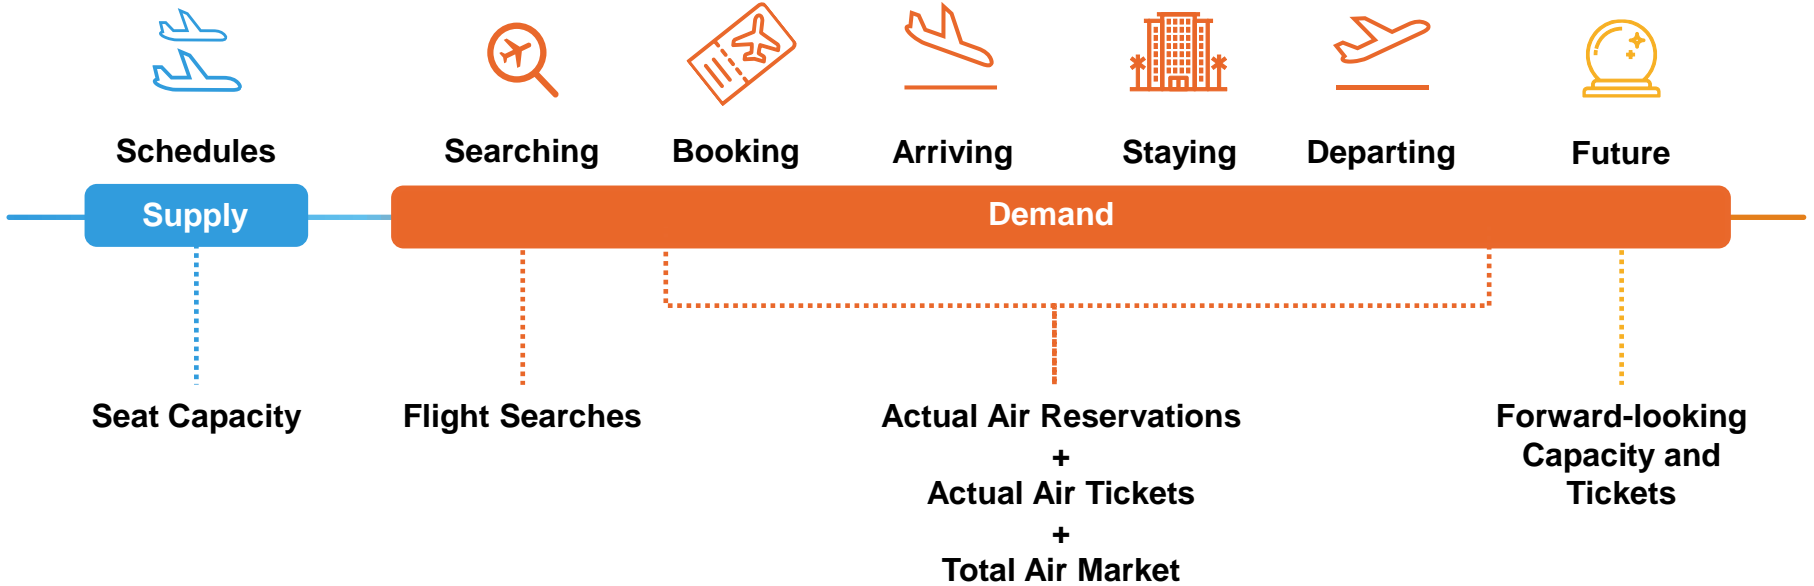 Schedules
Searching
Booking
Arriving
Staying
Departing
Future
Supply
Demand
Seat Capacity
Flight Searches
Actual Air Reservations
+
Actual Air Tickets
+
Total Air Market
Forward-looking
Capacity and
Tickets